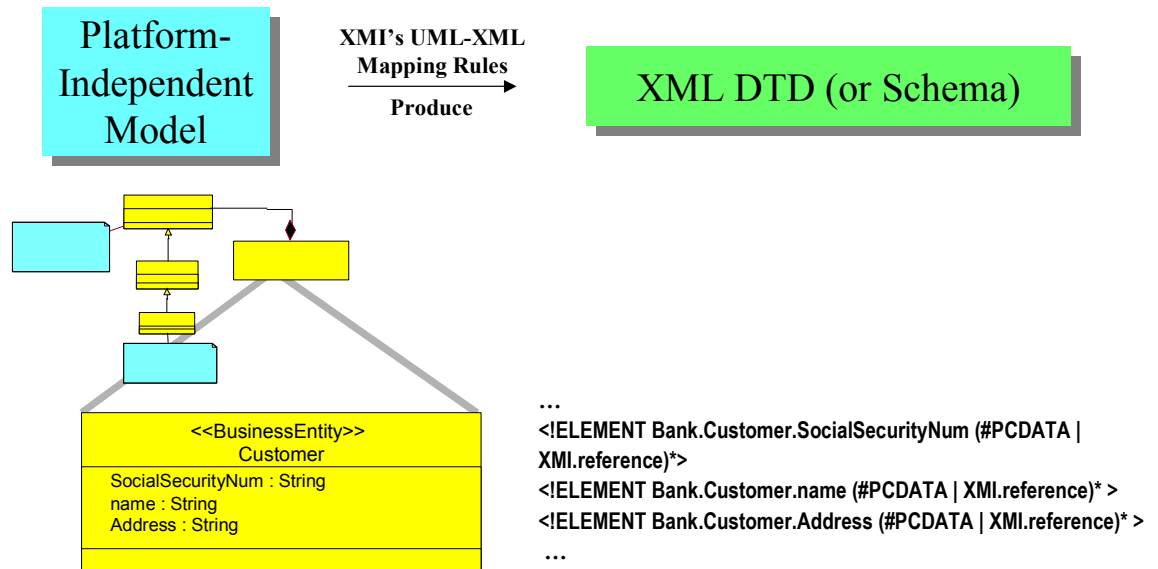 Platform-
Independent
Model
XMI's UML-XML
Mapping Rules
Produce
XML DTD (or Schema)
<<BusinessEntity>>
Customer
SocialSecurityNum : String
name : String
Address : String
...
<!ELEMENT Bank.Customer.SocialSecurityNum (#PCDATA |
XMI.reference)*>
<!ELEMENT Bank.Customer.name (#PCDATA | XMI.reference)* >
<!ELEMENT Bank.Customer.Address (#PCDATA | XMI.reference)* >
...